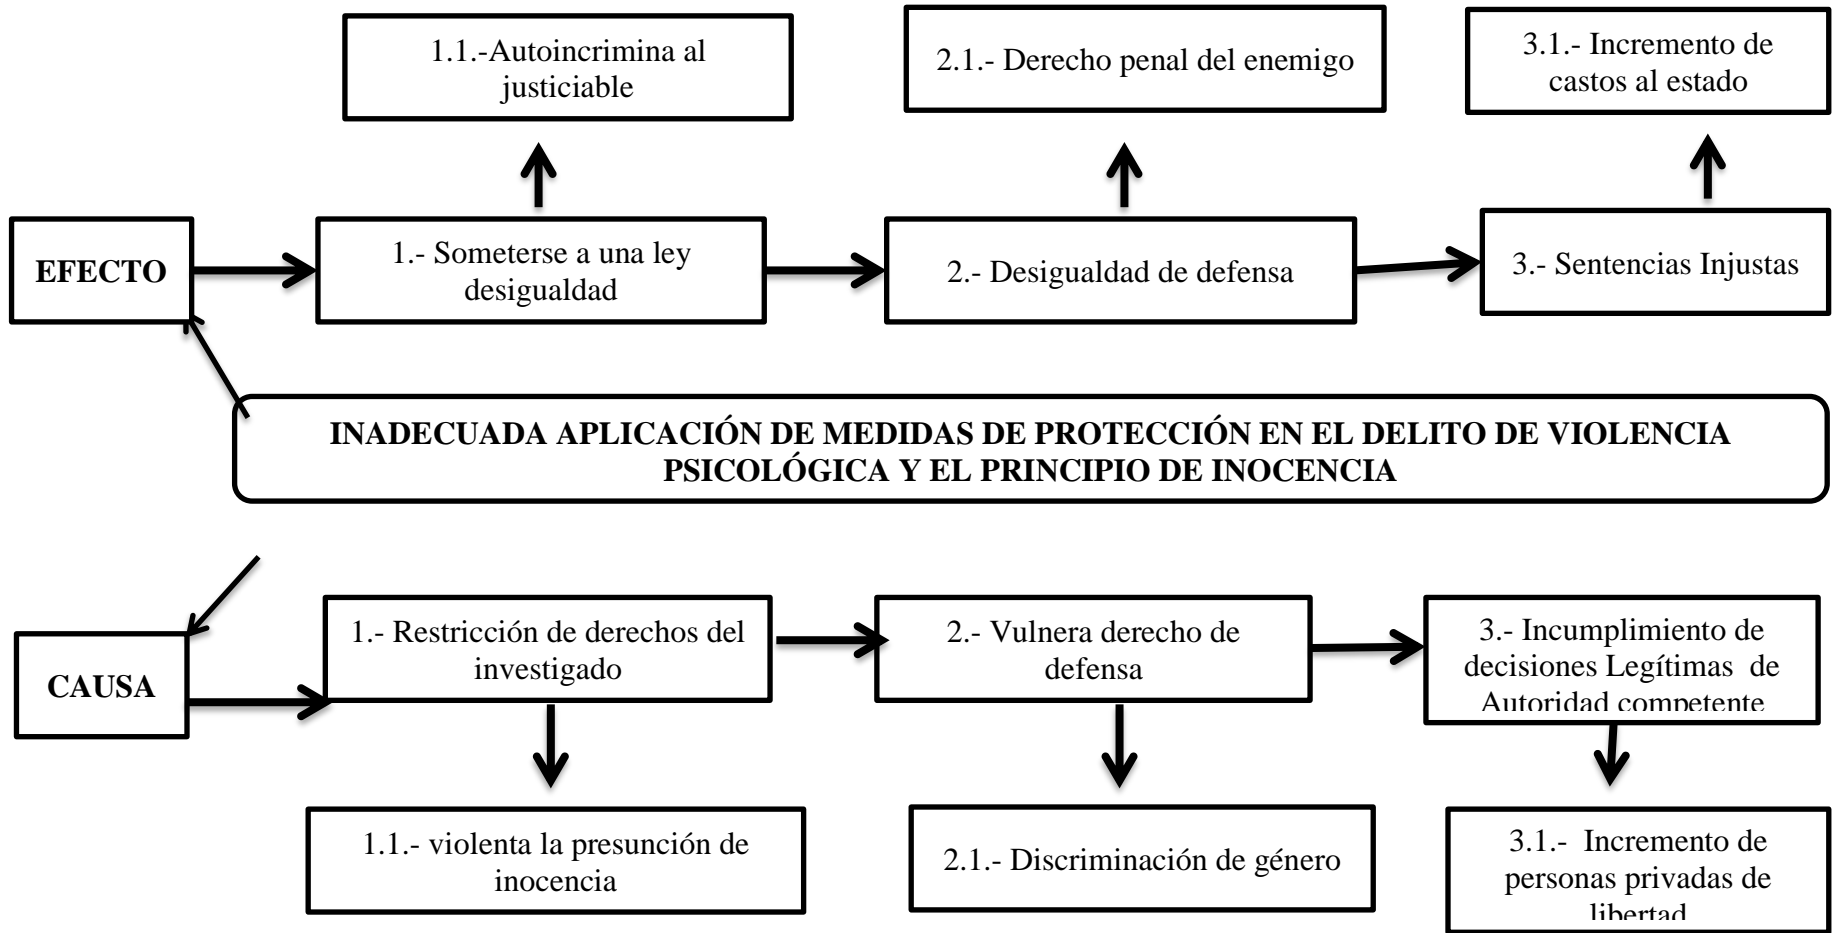 1.1.-Autoincrimina al
justiciable
2.1.- Derecho penal del enemigo
3.1.- Incremento de
castos al estado
EFECTO
1.- Someterse a una ley
desigualdad
2.- Desigualdad de defensa
3.- Sentencias Injustas
INADECUADA APLICACIÓN DE MEDIDAS DE PROTECCIÓN EN EL DELITO DE VIOLENCIA
PSICOLÓGICA Y EL PRINCIPIO DE INOCENCIA
CAUSA
1.- Restricción de derechos del
investigado
2.- Vulnera derecho de
defensa
3.- Incumplimiento de
decisiones Legítimas de
Autoridad competente
1.1.- violenta la presunción de
inocencia
2.1.- Discriminación de género
3.1.- Incremento de
personas privadas de
libertad